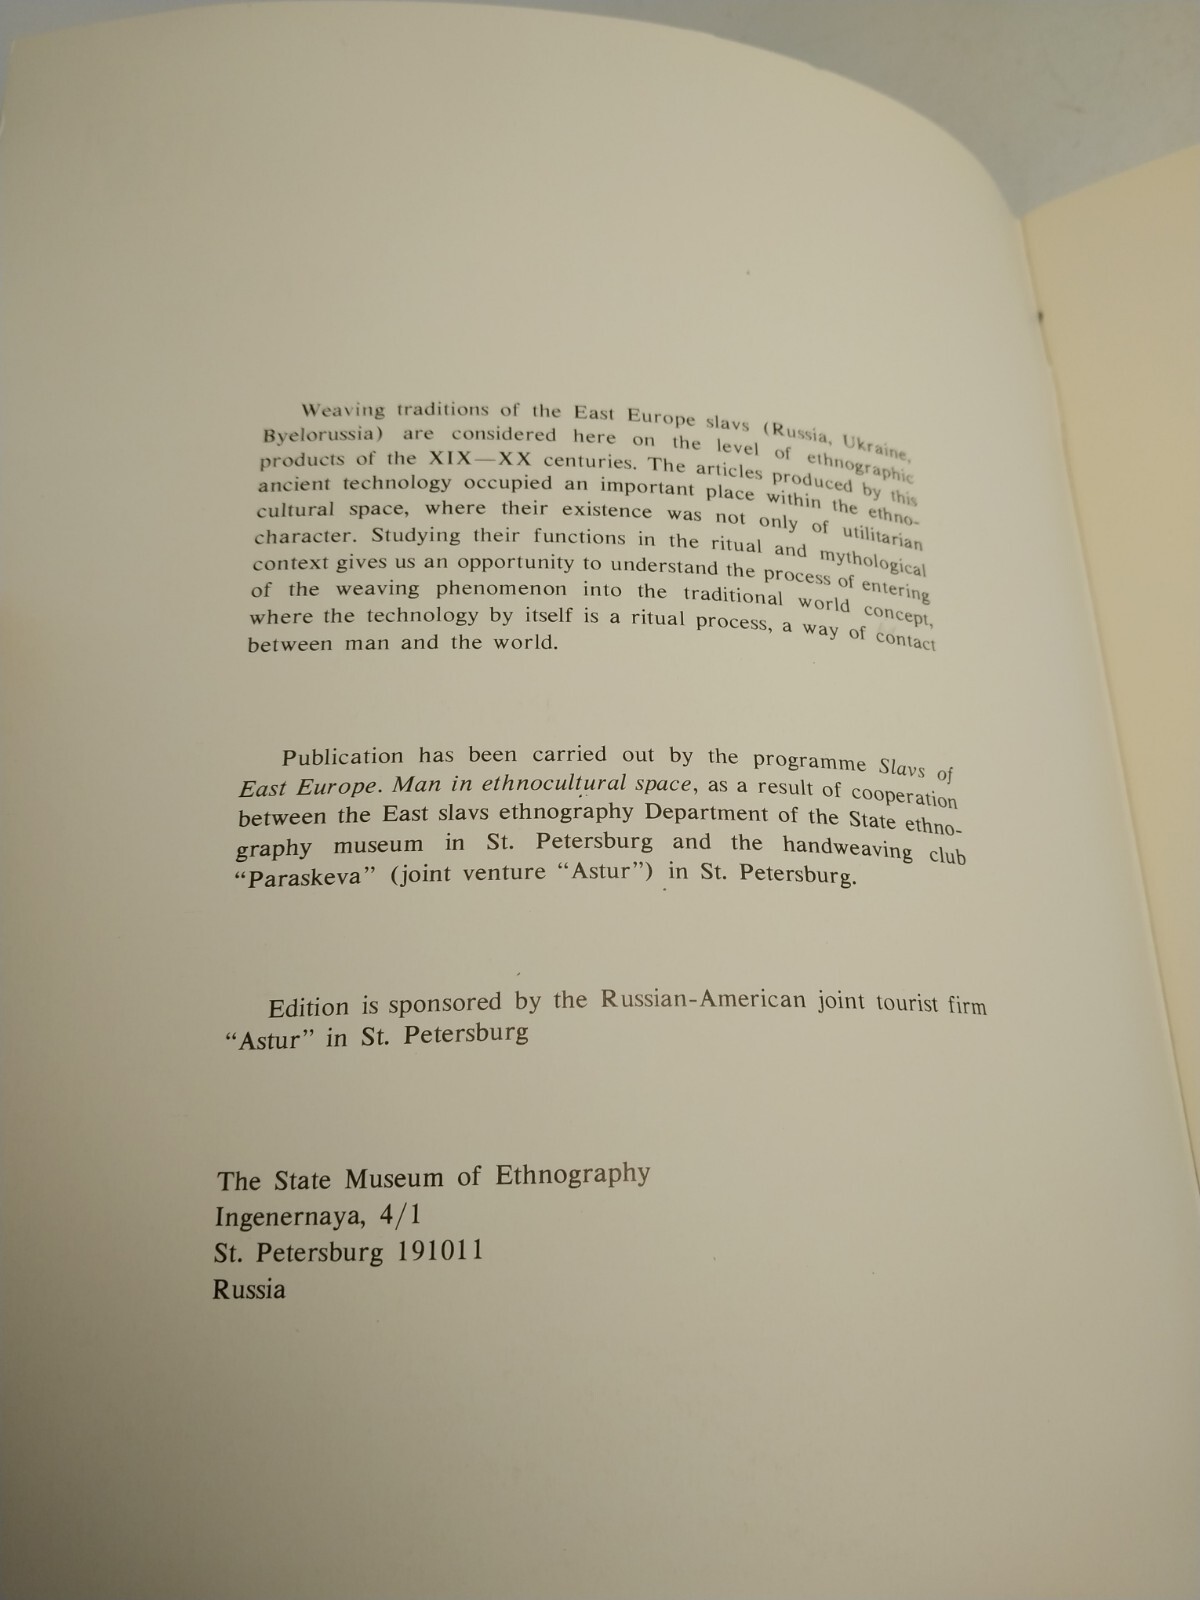 Weaving traditions of the East Europe slavs (Russia, Ukraine,
Byelorussia) are considered here on the level of ethnographic
products of the XIX—XX centuries. The articles produced by this
ancient technology occupied an important place within the ethno-
cultural space, where their existence was not only of utilitarian
character. Studying their functions in the ritual and mythological
context gives us an opportunity to understand the process of entering
of the weaving phenomenon into the traditional world concept,
where the technology by itself is a ritual process, a way of contact
between man and the world.
Publication has been carried out by the programme Slavs of
East Europe. Man in ethnocultural space, as a result of cooperation
between the East slavs ethnography Department of the State ethno-
graphy museum in St. Petersburg and the handweaving club
“Paraskeva” (joint venture “Astur”) in St. Petersburg.
Edition is sponsored by the Russian-American joint tourist firm
“Astur” in St. Petersburg
The State Museum of Ethnography
Ingenernaya, 4/1
St. Petersburg 191011
Russia